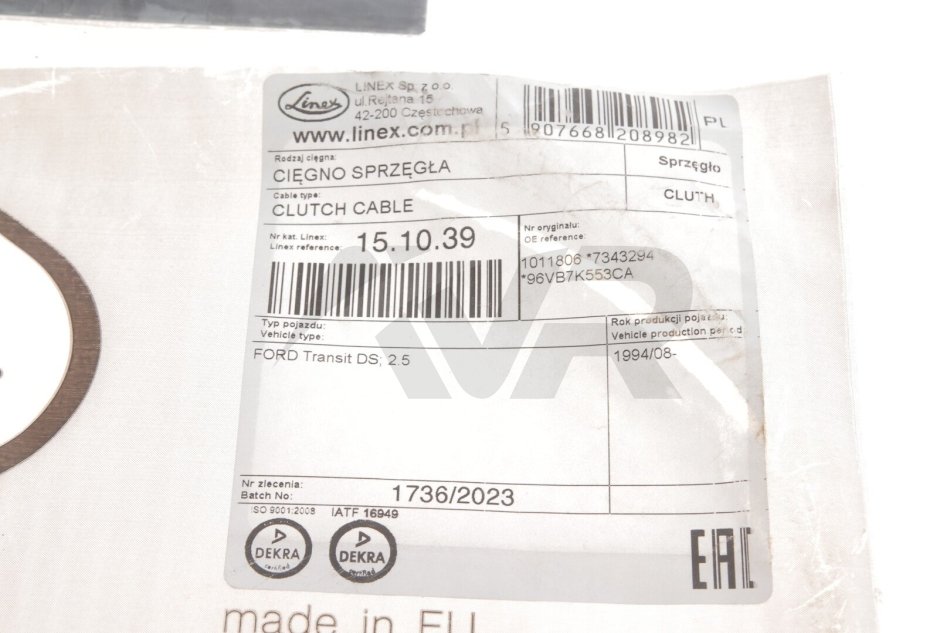 Linex
LINEX Sp. z o.o.
ul.Rejtana 15
42-200 Częstochowa
www.linex.com.pl
5 907668 208982
PL
Rodzaj cięgna:
CIĘGNO SPRZĘGŁA
Sprzęgło
Cable type:
CLUTCH CABLE
CLUTH
Nr kat. Linex:
Linex reference:
15.10.39
Nr oryginału:
OE reference:
1011806 *7343294
*96VB7K553CA
Typ pojazdu:
Vehicle type:
Rok produkcji pojazdu:
Vehicle production period:
FORD Transit DS; 2.5
1994/08-
Nr zlecenia:
Batch No:
1736/2023
ISO 9001:2008
IATF 16949
DEKRA
certified
DEKRA
certified
EAC
made in EU